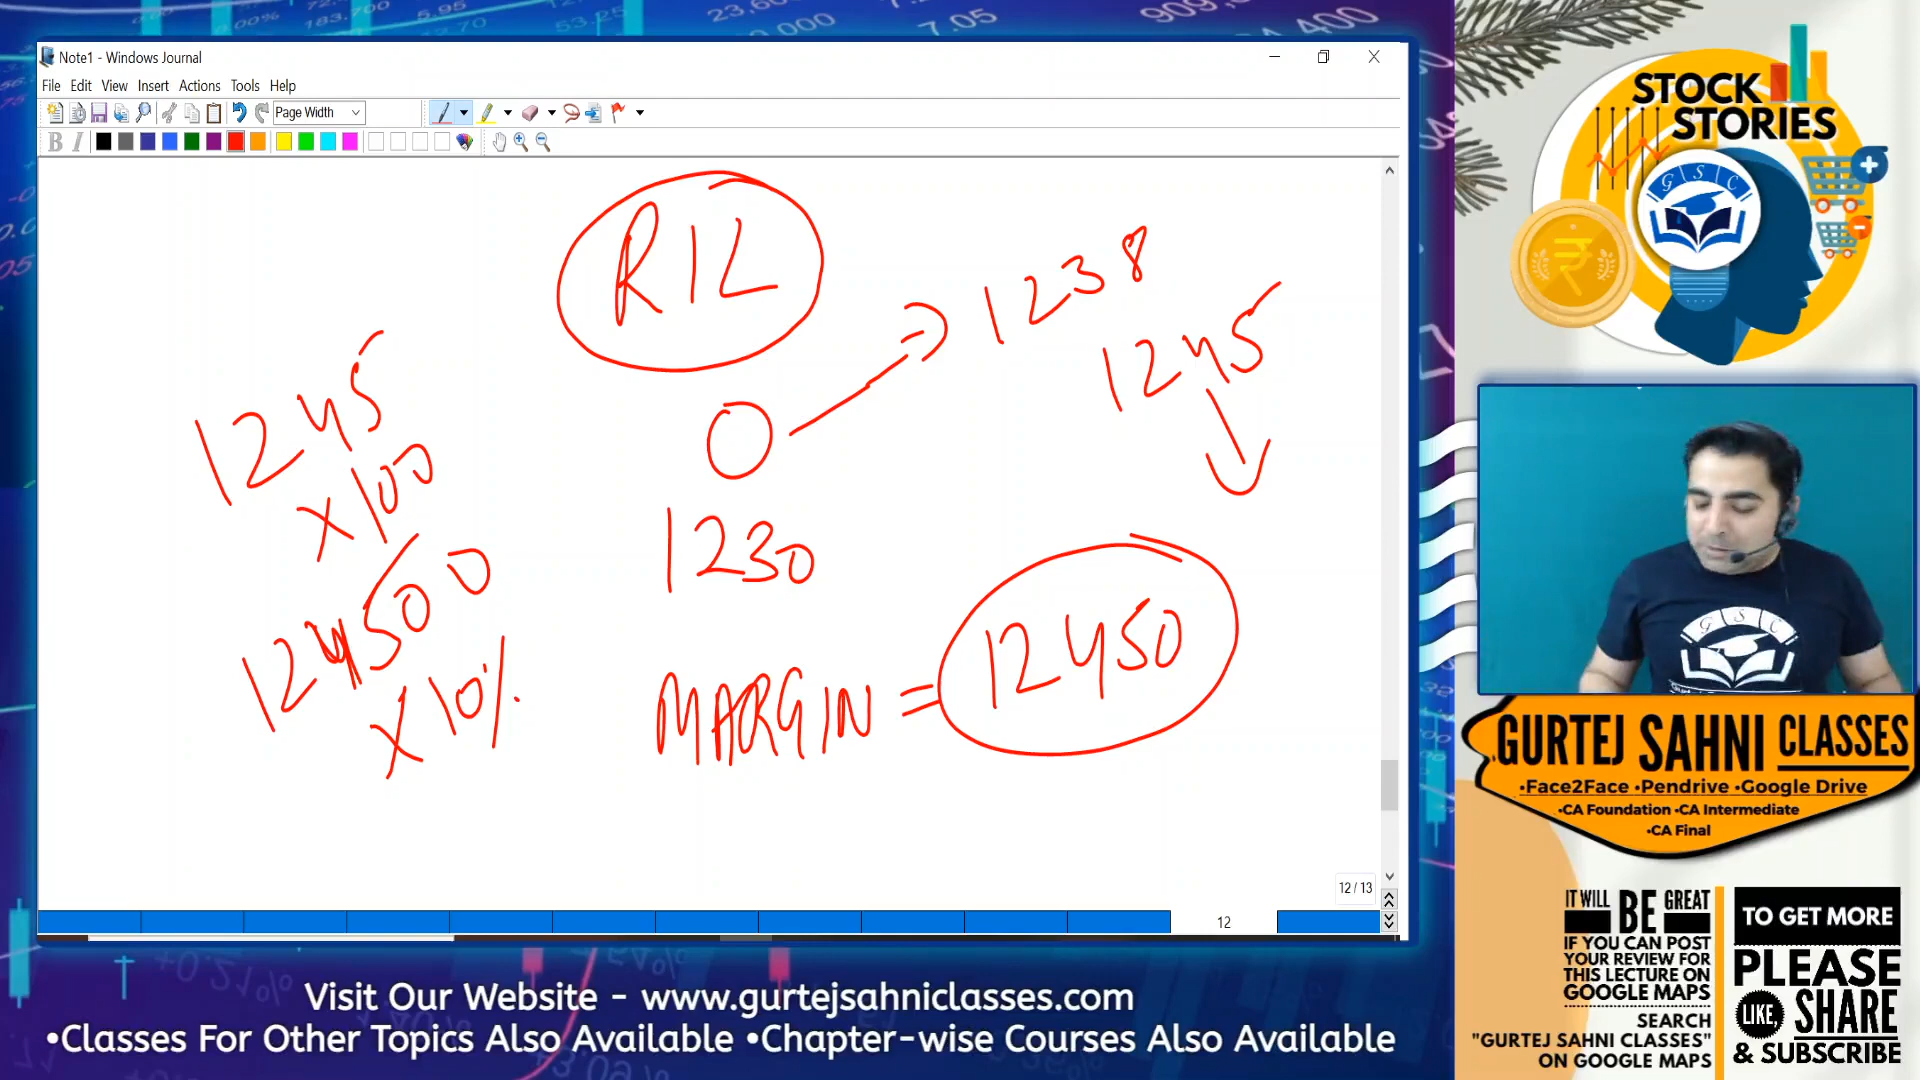 Note1 - Windows Journal
File Edit View Insert Actions Tools Help
Page Width
B I
RIL
1238
1245
1245
x100
124500
x10%
0
1230
MARGIN = 12450
12 / 13
12
STOCK
STORIES
G S C
G S C
GURTEJ SAHNI CLASSES
•Face2Face •Pendrive •Google Drive
•CA Foundation •CA Intermediate
•CA Final
IT WILL BE GREAT
IF YOU CAN POST
YOUR REVIEW FOR
THIS LECTURE ON
GOOGLE MAPS
SEARCH
"GURTEJ SAHNI CLASSES"
ON GOOGLE MAPS
TO GET MORE
PLEASE
LIKE, SHARE
& SUBSCRIBE
Visit Our Website - www.gurtejsahniclasses.com
•Classes For Other Topics Also Available •Chapter-wise Courses Also Available